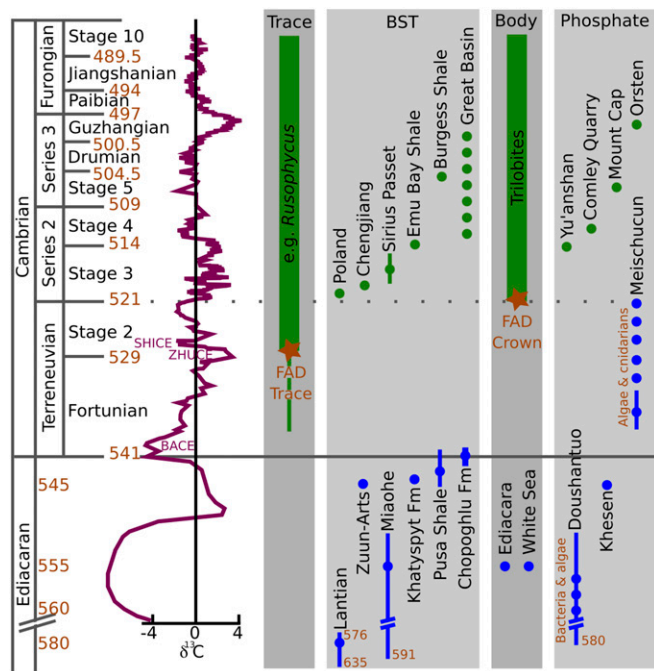 Trace
BST
Body
Phosphate
Cambrian
Ediacaran
Furongian
Series 3
Series 2
Terreneuvian
Stage 10
489.5
Jiangshanian
494
Paibian
497
Guzhangian
500.5
Drumian
504.5
Stage 5
509
Stage 4
514
Stage 3
521
Stage 2
529
Fortunian
541
545
555
560
580
SHICE
ZHUCE
BACE
-4 0 4
δ¹³C
e.g. Rusophycus
FAD
Trace
Poland
Chengjiang
Sirius Passet
Emu Bay Shale
Burgess Shale
Great Basin
Lantian
576
635
Zuun-Arts
Miaohe
591
Khatyspyt Fm
Pusa Shale
Chopoghlu Fm
Trilobites
FAD
Crown
Ediacara
White Sea
Yu'anshan
Comley Quarry
Mount Cap
Orsten
Meischucun
Algae & cnidarians
Doushantuo
Bacteria & algae
580
Khesene